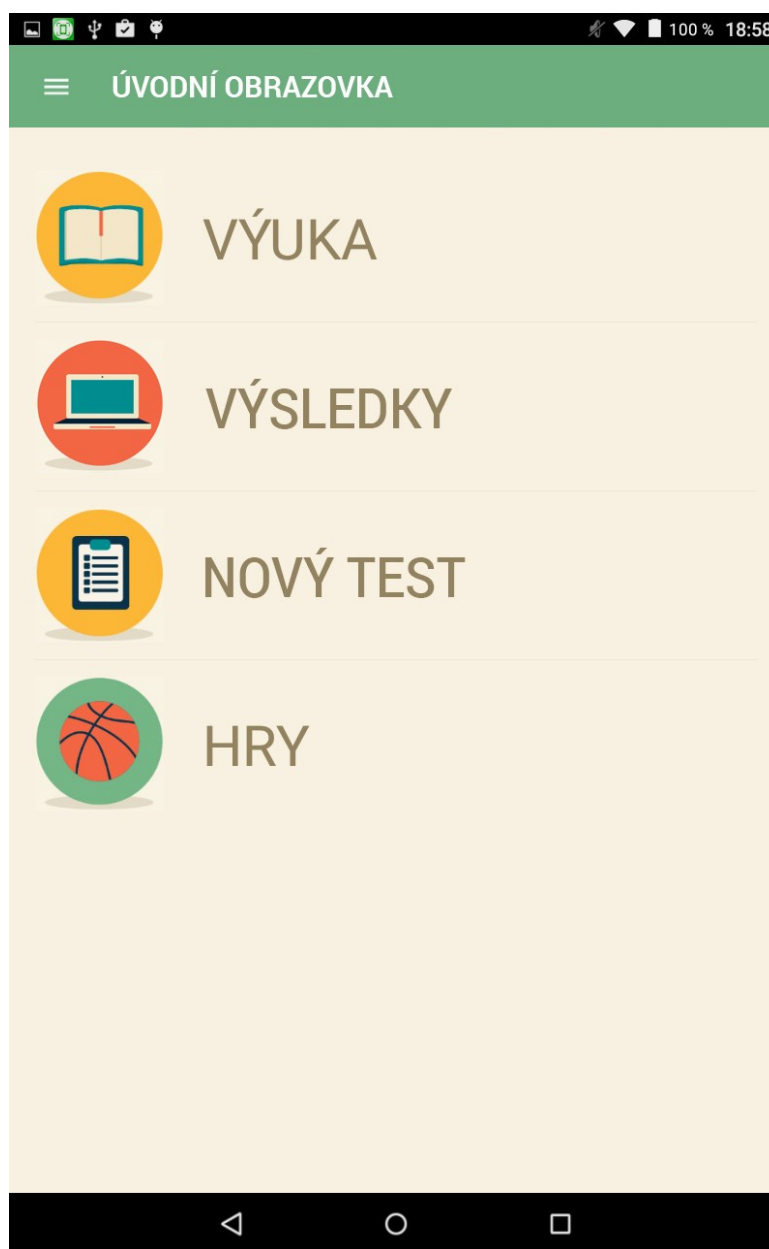 100 % 18:58
ÚVODNÍ OBRAZOVKA
VÝUKA
VÝSLEDKY
NOVÝ TEST
HRY